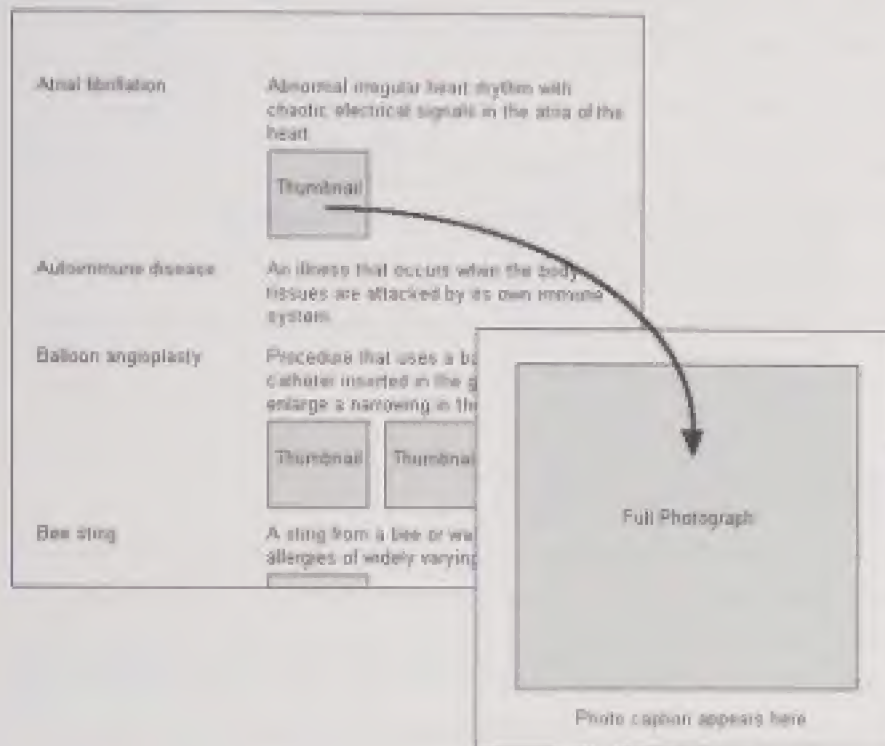 Atrial fibrillation
Abnormal irregular heart rhythm with
chaotic electrical signals in the atria of the
heart
Thumbnail
Autoimmune disease
An illness that occurs when the body
tissues are attacked by its own immune
system
Balloon angioplasty
Procedure that uses a ba
catheter inserted in the g
enlarge a narrowing in the
Thumbnail Thumbnai
Bee sting
A sting from a bee or wa
allergies of widely varying
Full Photograph
Photo caption appears here